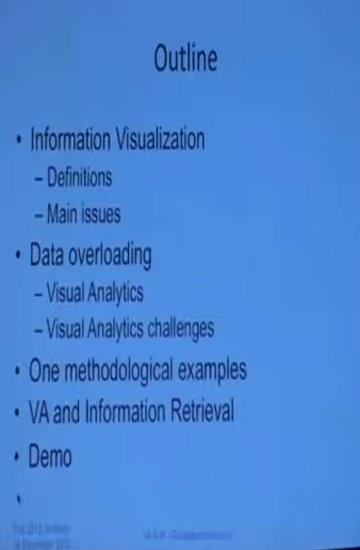 Outline
• Information Visualization
– Definitions
– Main issues
• Data overloading
– Visual Analytics
– Visual Analytics challenges
• One methodological examples
• VA and Information Retrieval
• Demo
•